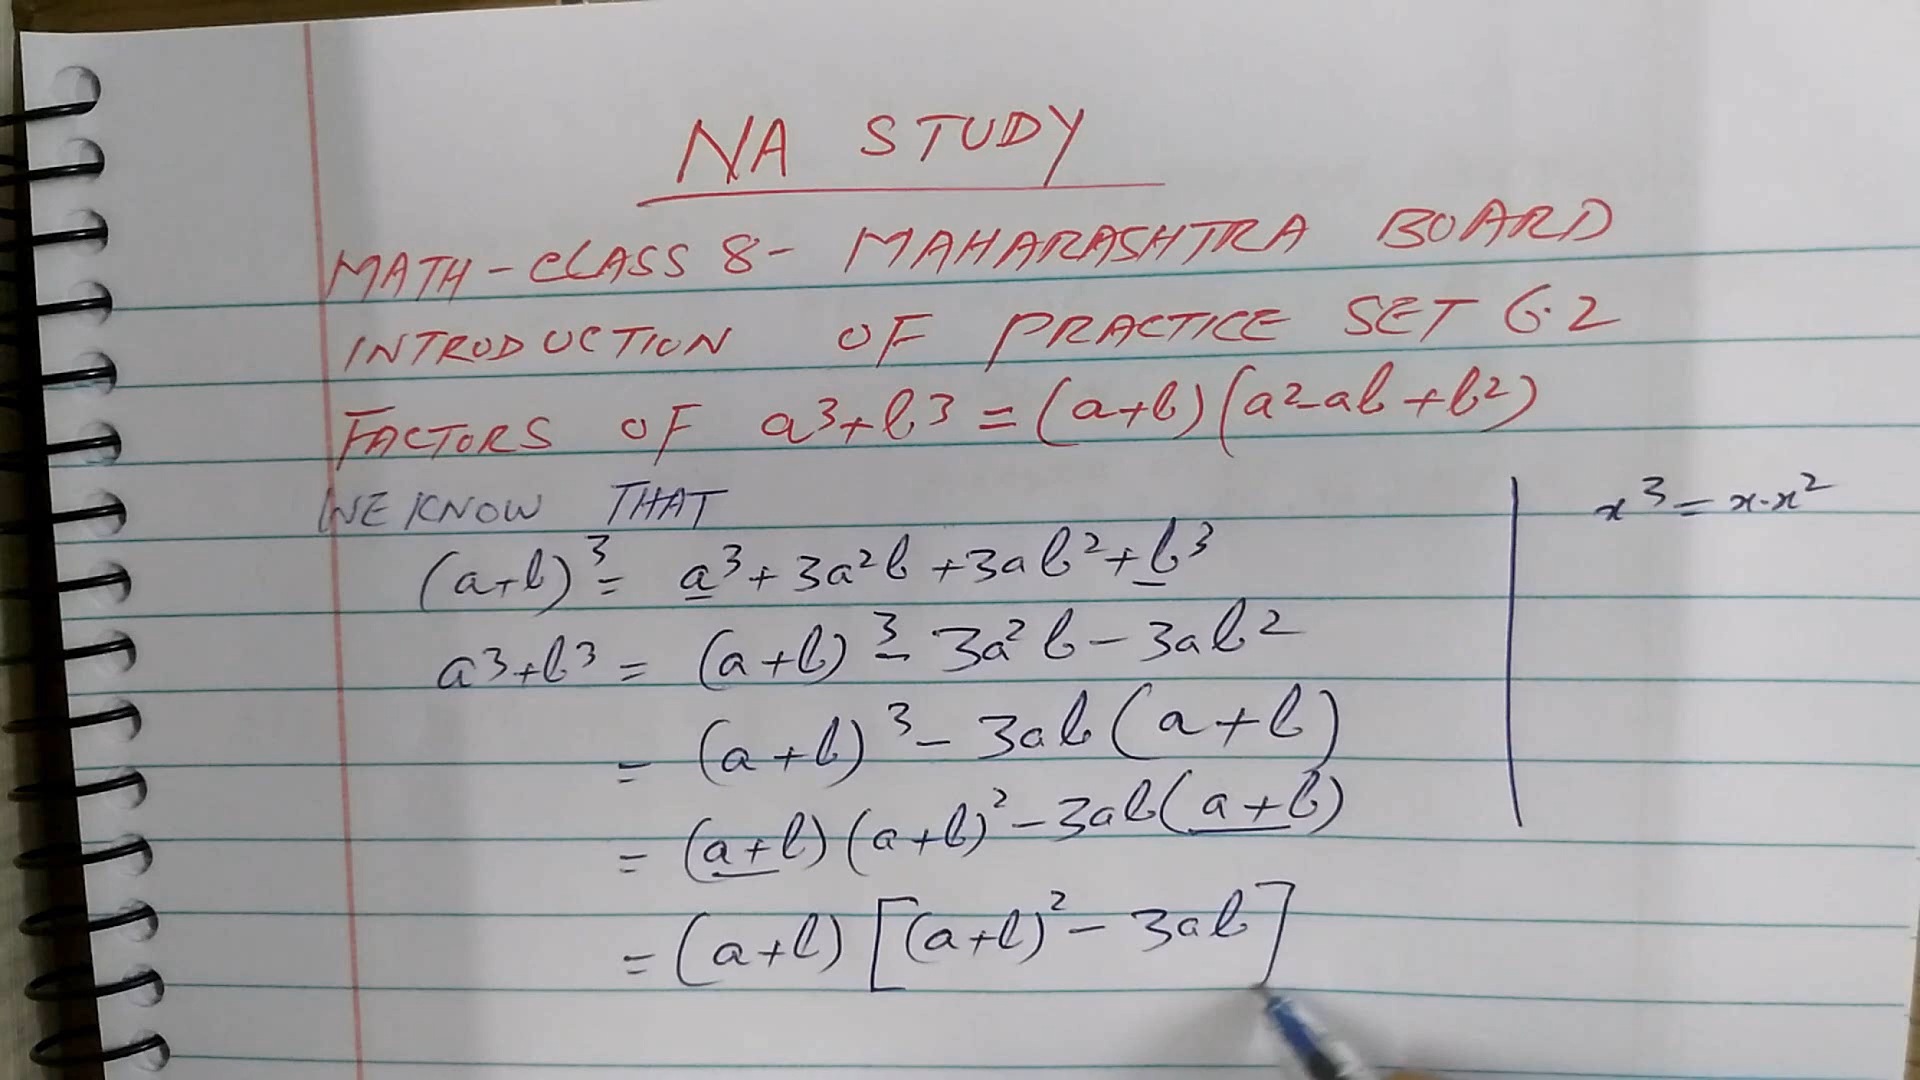 NA STUDY
MATH - CLASS 8 - MAHARASHTRA BOARD
INTRODUCTION OF PRACTICE SET 6.2
FACTORS OF a³+b³ = (a+b)(a²-ab+b²)
WE KNOW THAT
x³ = x·x²
(a+b)³ = a³+3a²b+3ab²+b³
a³+b³ = (a+b)³ - 3a²b - 3ab²
= (a+b)³ - 3ab(a+b)
= (a+b)(a+b)² - 3ab(a+b)
= (a+b)[(a+b)² - 3ab]